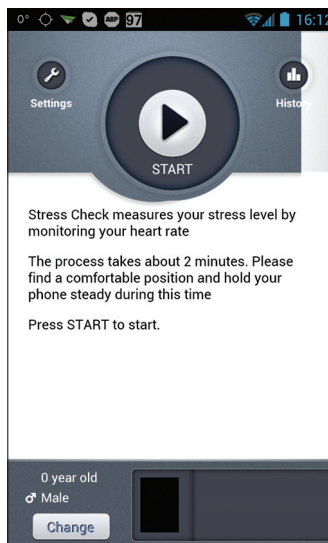 0° ABP 97 16:12
Settings
History
START
Stress Check measures your stress level by
monitoring your heart rate
The process takes about 2 minutes. Please
find a comfortable position and hold your
phone steady during this time
Press START to start.
0 year old
♂ Male
Change